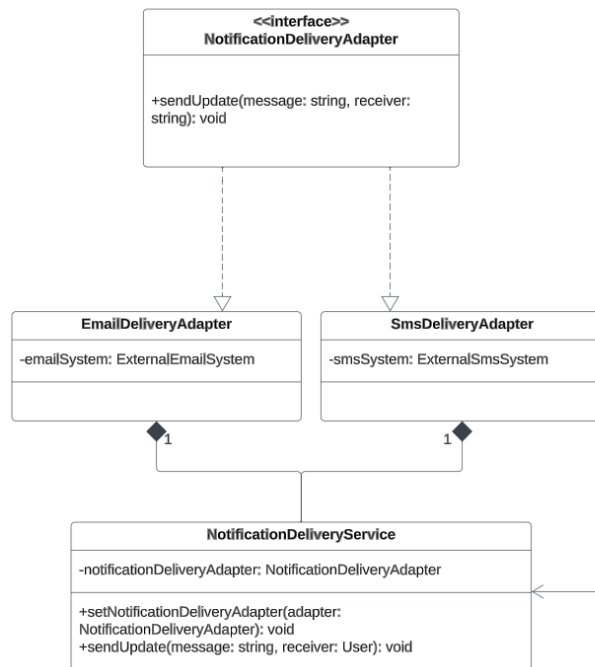 <<interface>>
NotificationDeliveryAdapter
+sendUpdate(message: string, receiver:
string): void
EmailDeliveryAdapter
-emailSystem: ExternalEmailSystem
SmsDeliveryAdapter
-smsSystem: ExternalSmsSystem
1
1
NotificationDeliveryService
-notificationDeliveryAdapter: NotificationDeliveryAdapter
+setNotificationDeliveryAdapter(adapter:
NotificationDeliveryAdapter): void
+sendUpdate(message: string, receiver: User): void